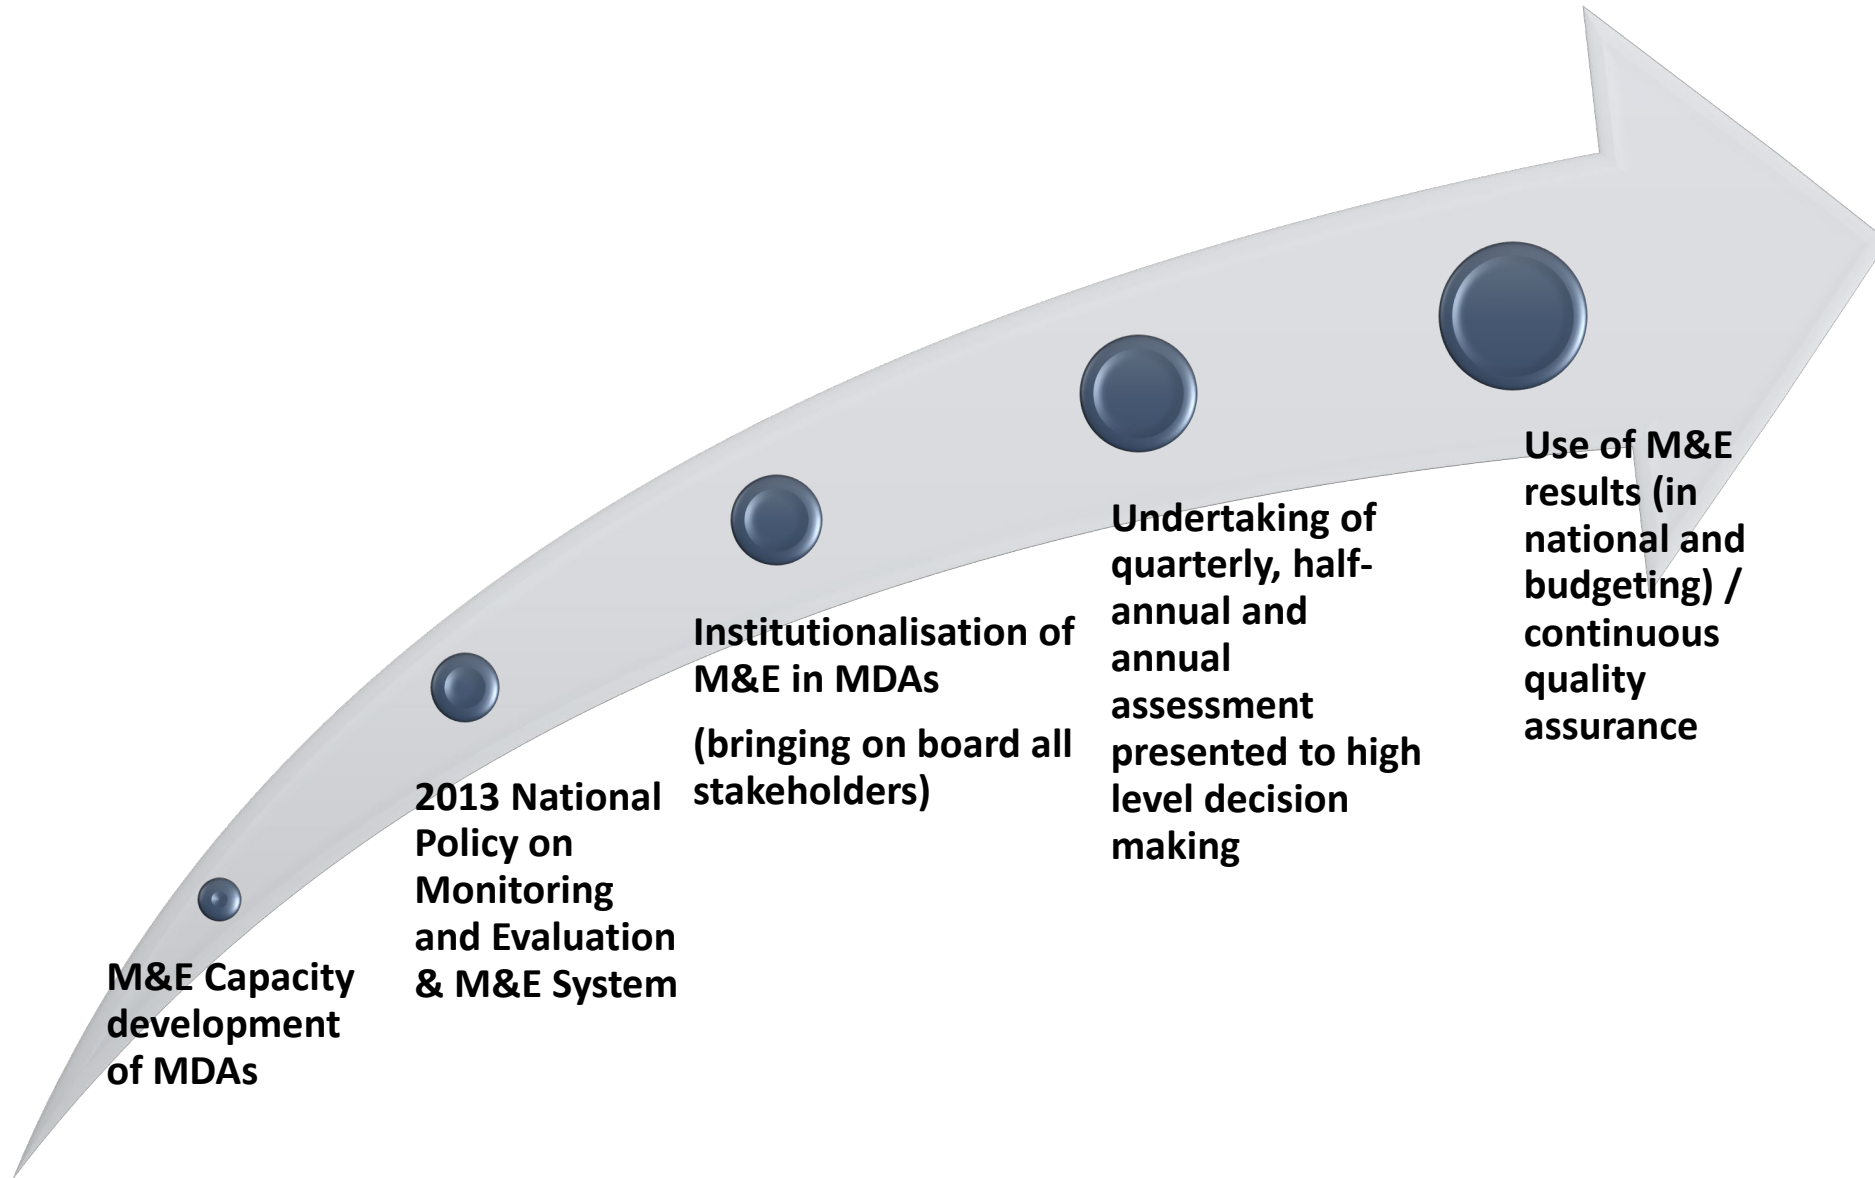 M&E Capacity
development
of MDAs
2013 National
Policy on
Monitoring
and Evaluation
& M&E System
Institutionalisation of
M&E in MDAs
(bringing on board all
stakeholders)
Undertaking of
quarterly, half-
annual and
annual
assessment
presented to high
level decision
making
Use of M&E
results (in
national and
budgeting) /
continuous
quality
assurance